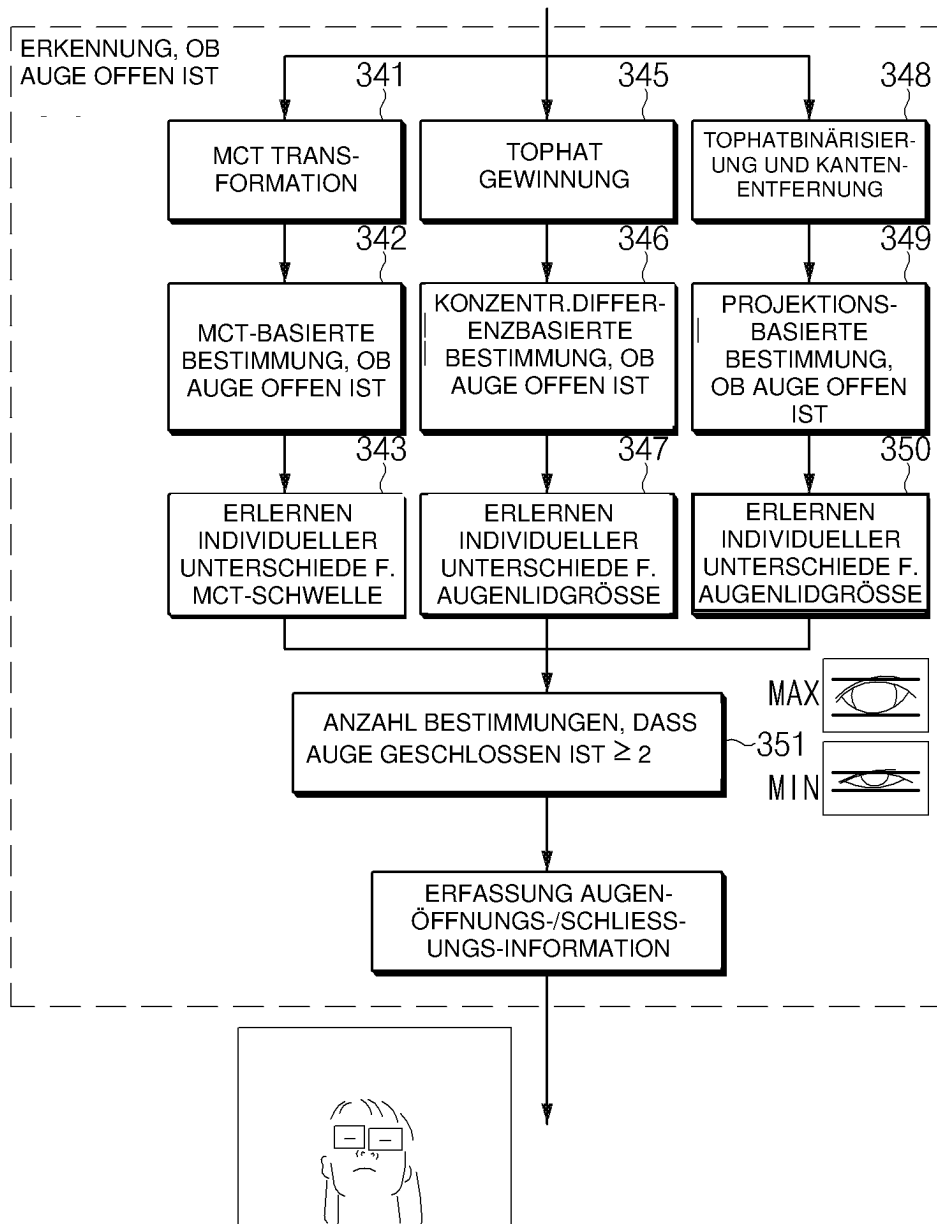 ERKENNUNG, OB
AUGE OFFEN IST
341
MCT TRANS-
FORMATION
345
TOPHAT
GEWINNUNG
348
TOPHATBINÄRISIER-
UNG UND KANTEN-
ENTFERNUNG
342
MCT-BASIERTE
BESTIMMUNG, OB
AUGE OFFEN IST
346
KONZENTR.DIFFER-
ENZBASIERTE
BESTIMMUNG, OB
AUGE OFFEN IST
349
PROJEKTIONS-
BASIERTE
BESTIMMUNG,
OB AUGE OFFEN
IST
343
ERLERNEN
INDIVIDUELLER
UNTERSCHIEDE F.
MCT-SCHWELLE
347
ERLERNEN
INDIVIDUELLER
UNTERSCHIEDE F.
AUGENLIDGRÖSSE
350
ERLERNEN
INDIVIDUELLER
UNTERSCHIEDE F.
AUGENLIDGRÖSSE
ANZAHL BESTIMMUNGEN, DASS
AUGE GESCHLOSSEN IST ≥ 2
351
MAX
MIN
ERFASSUNG AUGEN-
ÖFFNUNGS-/SCHLIESS-
UNGS-INFORMATION